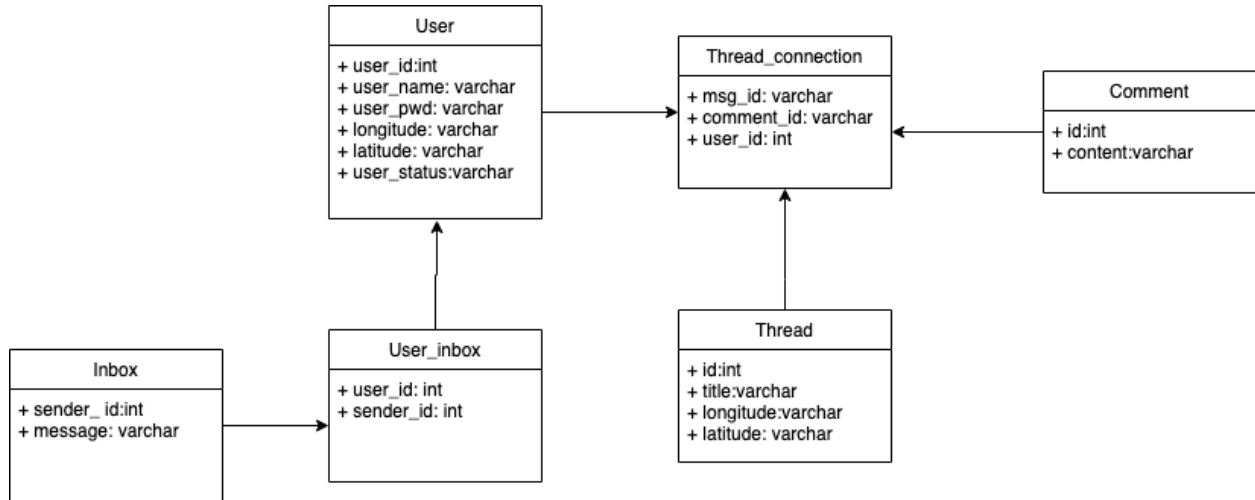 User
+ user_id:int
+ user_name: varchar
+ user_pwd: varchar
+ longitude: varchar
+ latitude: varchar
+ user_status:varchar
Thread_connection
+ msg_id: varchar
+ comment_id: varchar
+ user_id: int
Comment
+ id:int
+ content:varchar
Inbox
+ sender_ id:int
+ message: varchar
User_inbox
+ user_id: int
+ sender_id: int
Thread
+ id:int
+ title:varchar
+ longitude:varchar
+ latitude: varchar